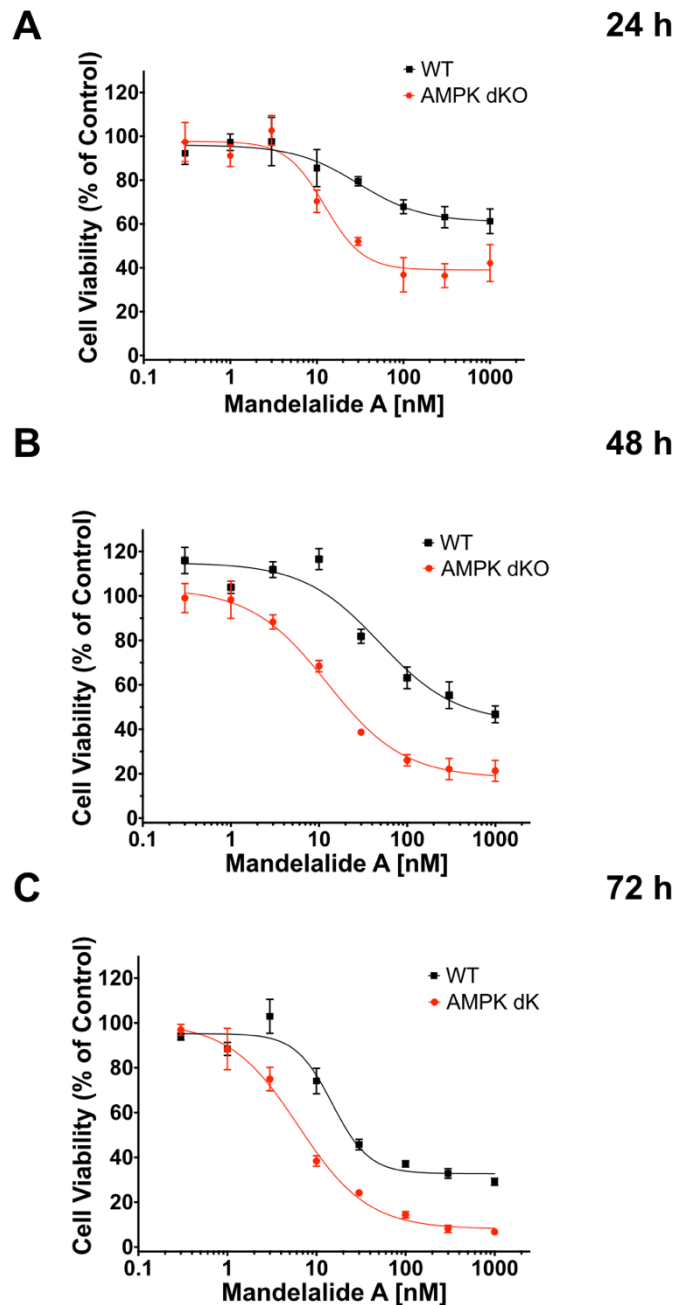 A
24 h
WT
AMPK dKO
Cell Viability (% of Control)
120
100
80
60
40
20
0
0.1 1 10 100 1000
Mandelalide A [nM]
B
48 h
WT
AMPK dKO
Cell Viability (% of Control)
120
100
80
60
40
20
0
0.1 1 10 100 1000
Mandelalide A [nM]
C
72 h
WT
AMPK dK
Cell Viability (% of Control)
120
100
80
60
40
20
0
0.1 1 10 100 1000
Mandelalide A [nM]